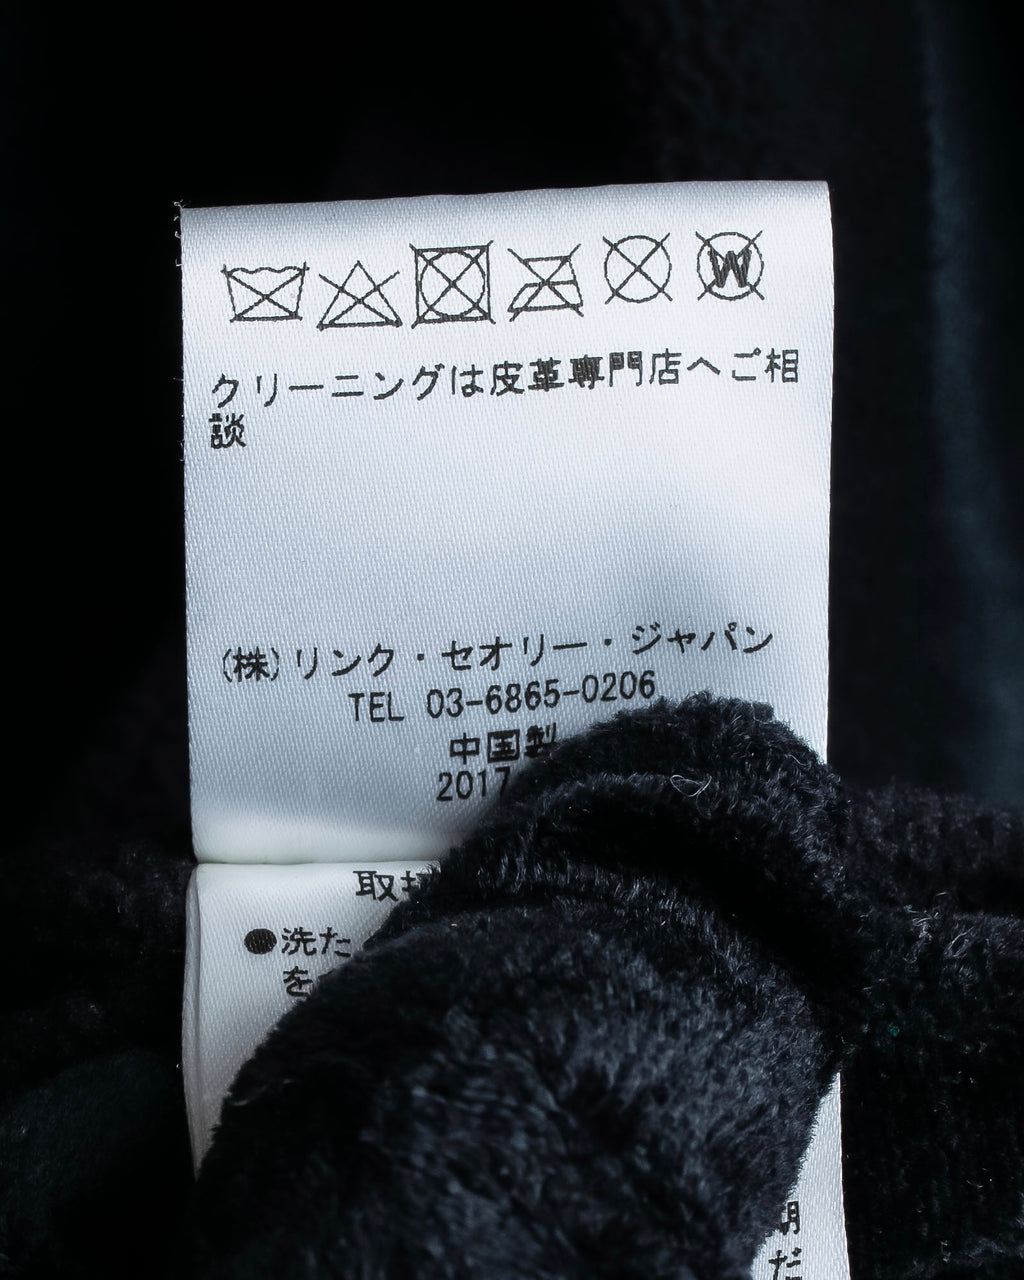 W
クリーニングは皮革専門店へご相
談
(株)リンク・セオリー・ジャパン
TEL 03-6865-0206
中国製
2017
取扱
●洗た
を
だ